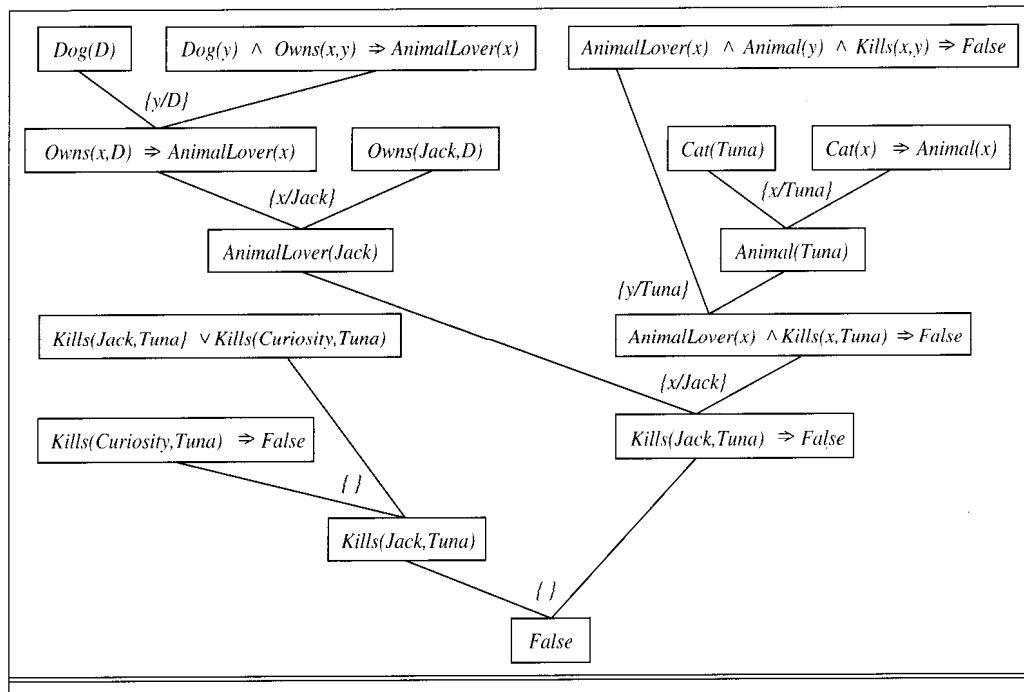 Dog(D)
Dog(y) ∧ Owns(x,y) ⇒ AnimalLover(x)
AnimalLover(x) ∧ Animal(y) ∧ Kills(x,y) ⇒ False
{y/D}
Owns(x,D) ⇒ AnimalLover(x)
Owns(Jack,D)
Cat(Tuna)
Cat(x) ⇒ Animal(x)
{x/Jack}
{x/Tuna}
AnimalLover(Jack)
Animal(Tuna)
{y/Tuna}
Kills(Jack,Tuna} ∨ Kills(Curiosity,Tuna)
AnimalLover(x) ∧ Kills(x,Tuna) ⇒ False
{x/Jack}
Kills(Curiosity,Tuna) ⇒ False
Kills(Jack,Tuna) ⇒ False
{ }
Kills(Jack,Tuna)
{ }
False